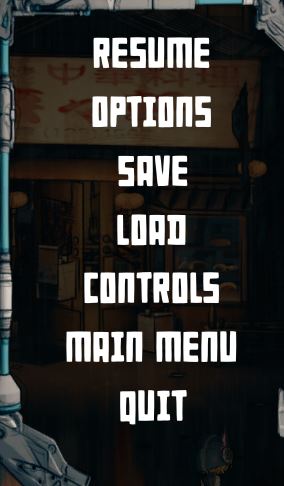 RESUME
OPTIONS
SAVE
LOAD
CONTROLS
MAIN MENU
QUIT